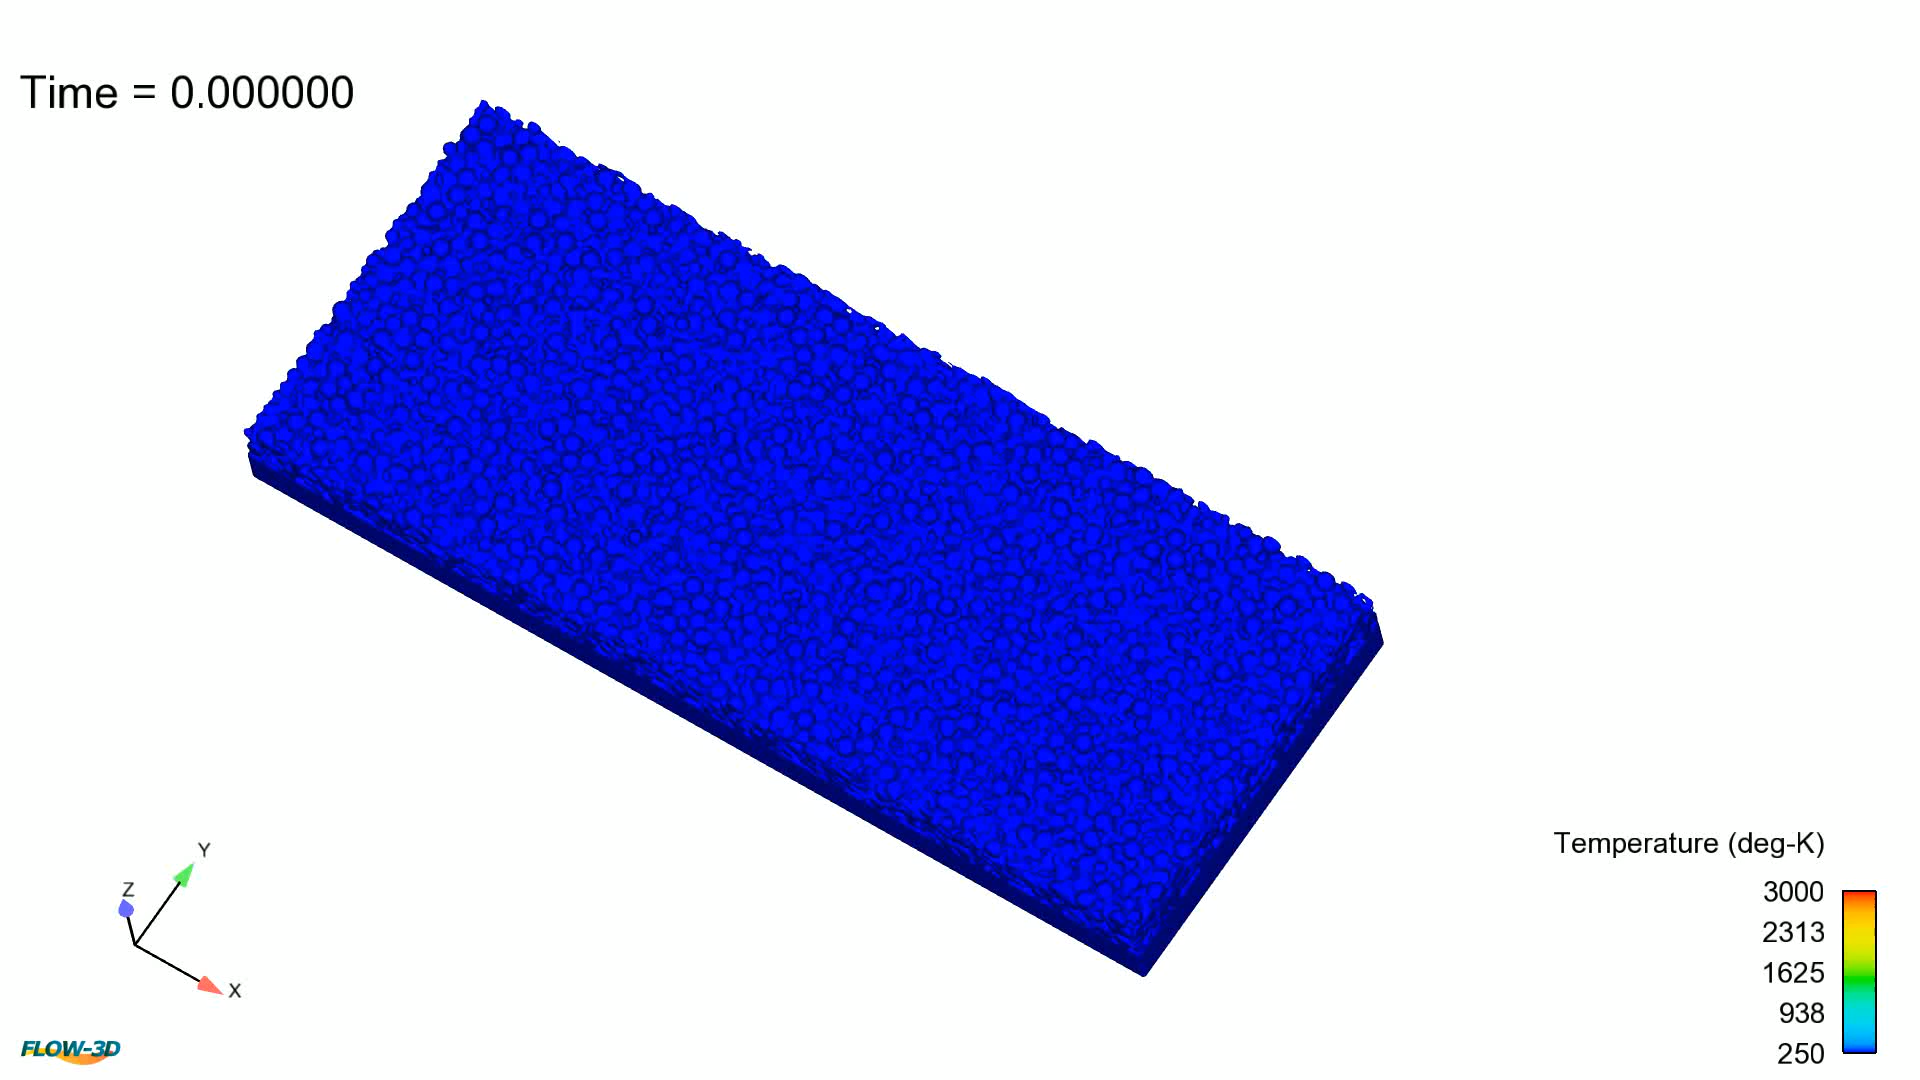 Time = 0.000000
Y
Z
X
Temperature (deg-K)
3000
2313
1625
938
250
FLOW-3D